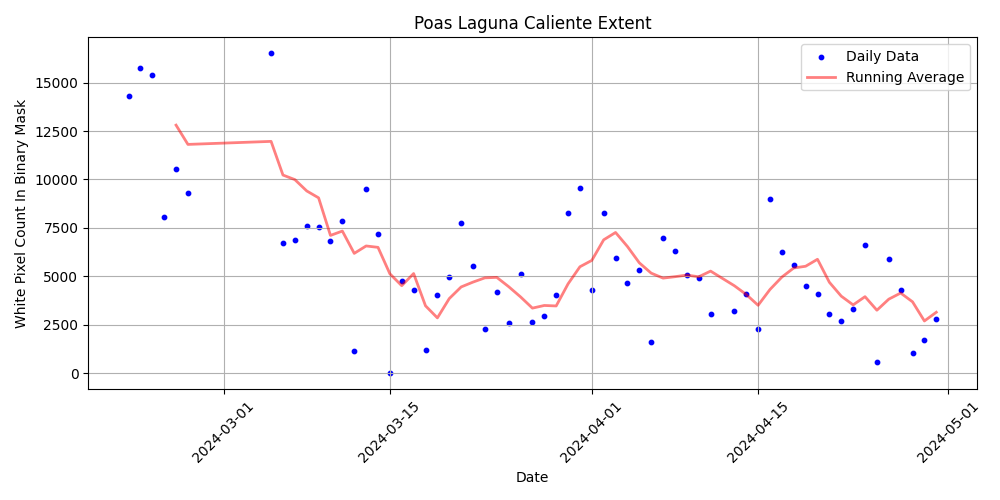 Poas Laguna Caliente Extent
Daily Data
Running Average
White Pixel Count In Binary Mask
15000
12500
10000
7500
5000
2500
0
2024-03-01
2024-03-15
2024-04-01
2024-04-15
2024-05-01
Date